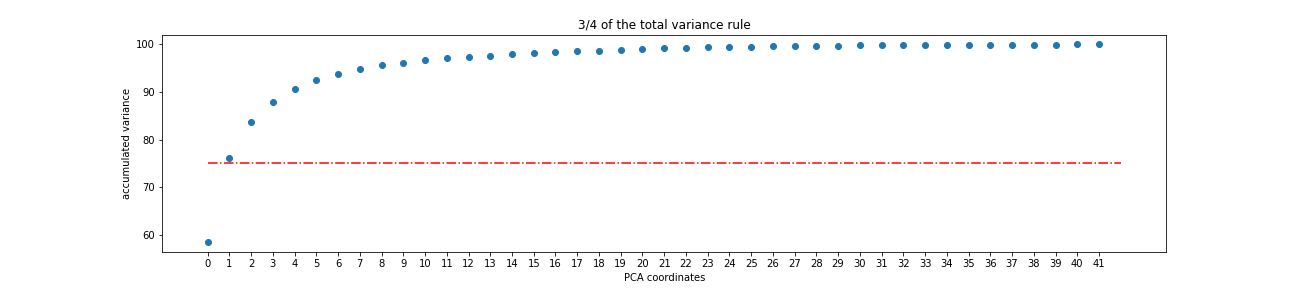 3/4 of the total variance rule
accumulated variance
100
90
80
70
60
0 1 2 3 4 5 6 7 8 9 10 11 12 13 14 15 16 17 18 19 20 21 22 23 24 25 26 27 28 29 30 31 32 33 34 35 36 37 38 39 40 41
PCA coordinates